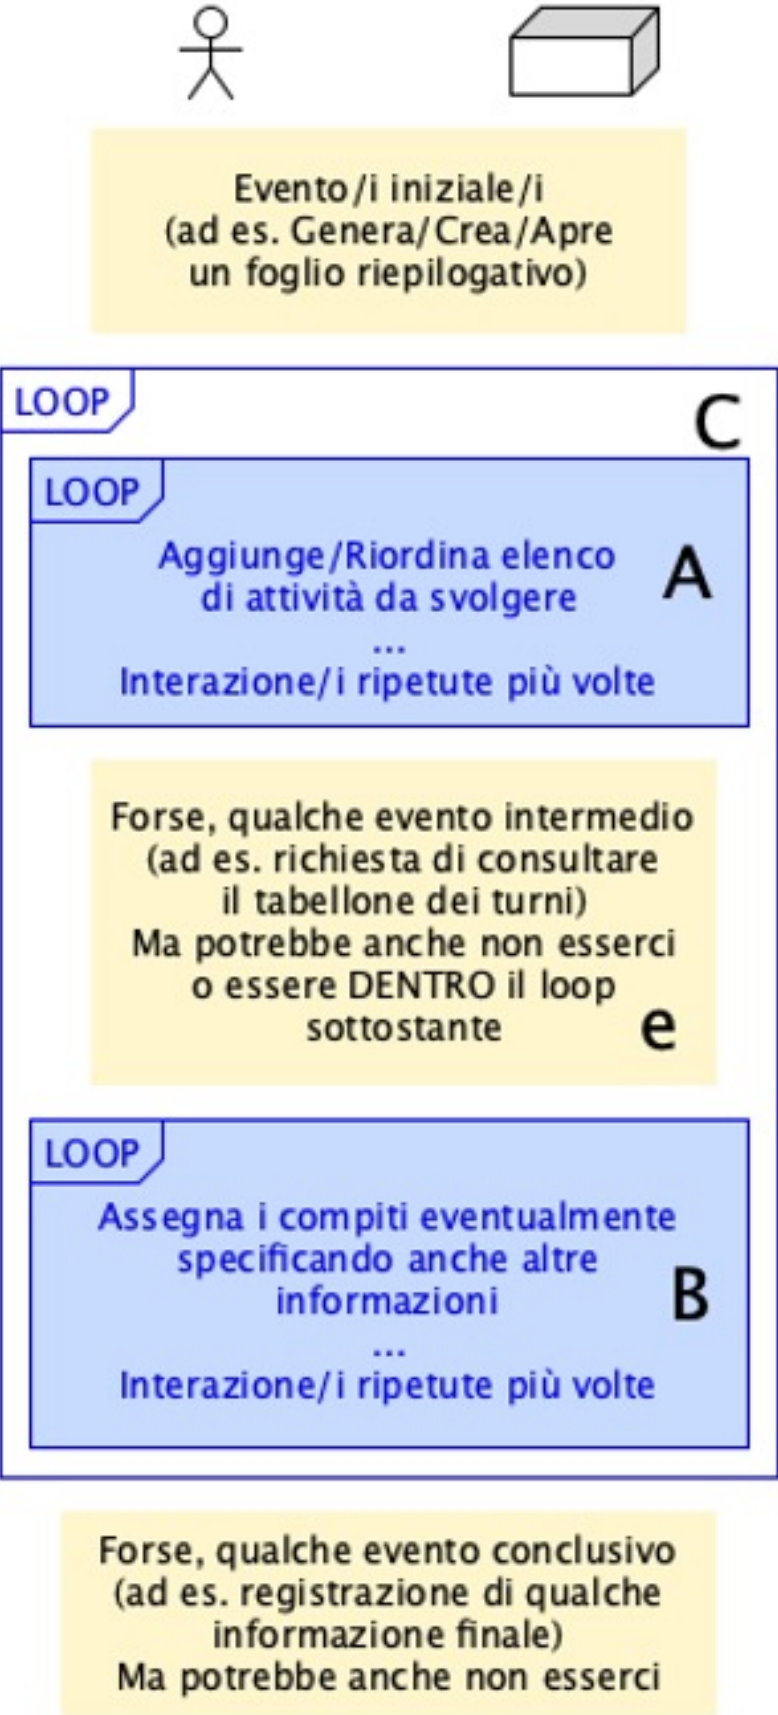 Evento/i iniziale/i
(ad es. Genera/Crea/Apre
un foglio riepilogativo)
LOOP
C
LOOP
Aggiunge/Riordina elenco
di attività da svolgere
A
...
Interazione/i ripetute più volte
Forse, qualche evento intermedio
(ad es. richiesta di consultare
il tabellone dei turni)
Ma potrebbe anche non esserci
o essere DENTRO il loop
sottostante
e
LOOP
Assegna i compiti eventualmente
specificando anche altre
informazioni
B
...
Interazione/i ripetute più volte
Forse, qualche evento conclusivo
(ad es. registrazione di qualche
informazione finale)
Ma potrebbe anche non esserci